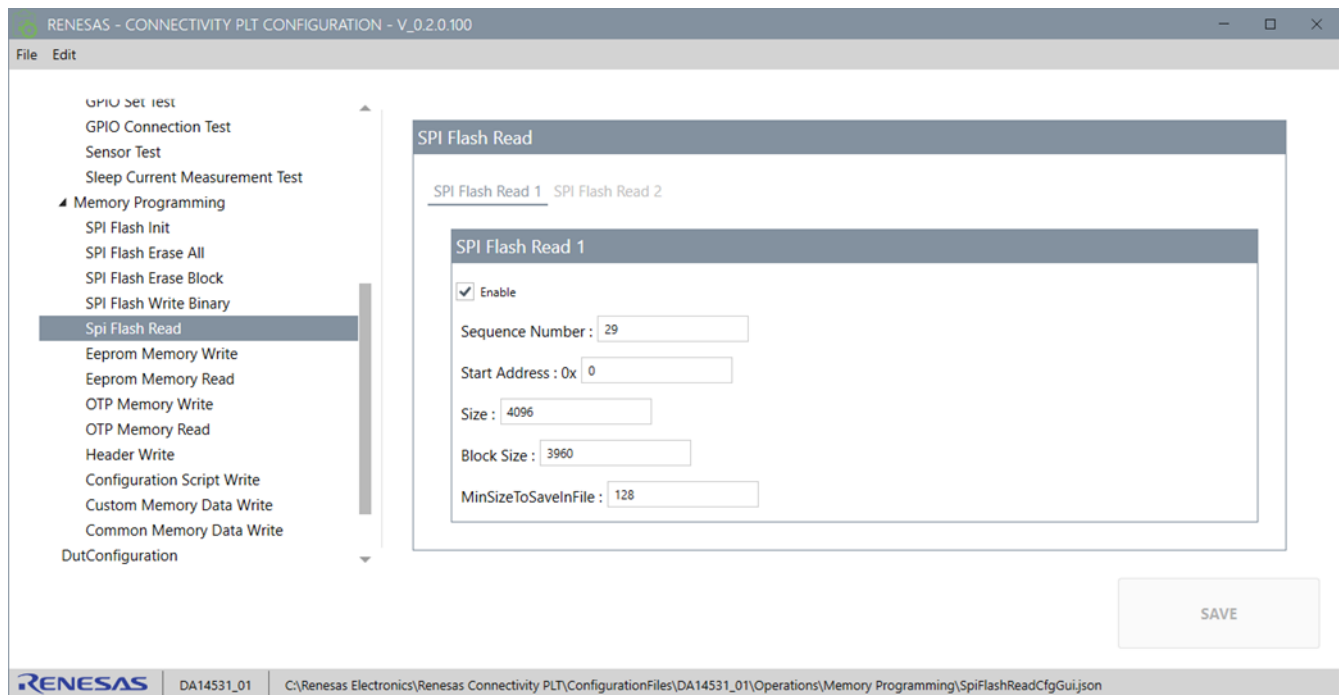 RENESAS - CONNECTIVITY PLT CONFIGURATION - V_0.2.0.100
File Edit
GPIO Set Test
GPIO Connection Test
Sensor Test
Sleep Current Measurement Test
Memory Programming
SPI Flash Init
SPI Flash Erase All
SPI Flash Erase Block
SPI Flash Write Binary
Spi Flash Read
Eeprom Memory Write
Eeprom Memory Read
OTP Memory Write
OTP Memory Read
Header Write
Configuration Script Write
Custom Memory Data Write
Common Memory Data Write
DutConfiguration
SPI Flash Read
SPI Flash Read 1 SPI Flash Read 2
SPI Flash Read 1
Enable
Sequence Number : 29
Start Address : 0x 0
Size : 4096
Block Size : 3960
MinSizeToSaveInFile : 128
SAVE
RENESAS DA14531_01 C:\Renesas Electronics\Renesas Connectivity PLT\ConfigurationFiles\DA14531_01\Operations\Memory Programming\SpiFlashReadCfgGui.json